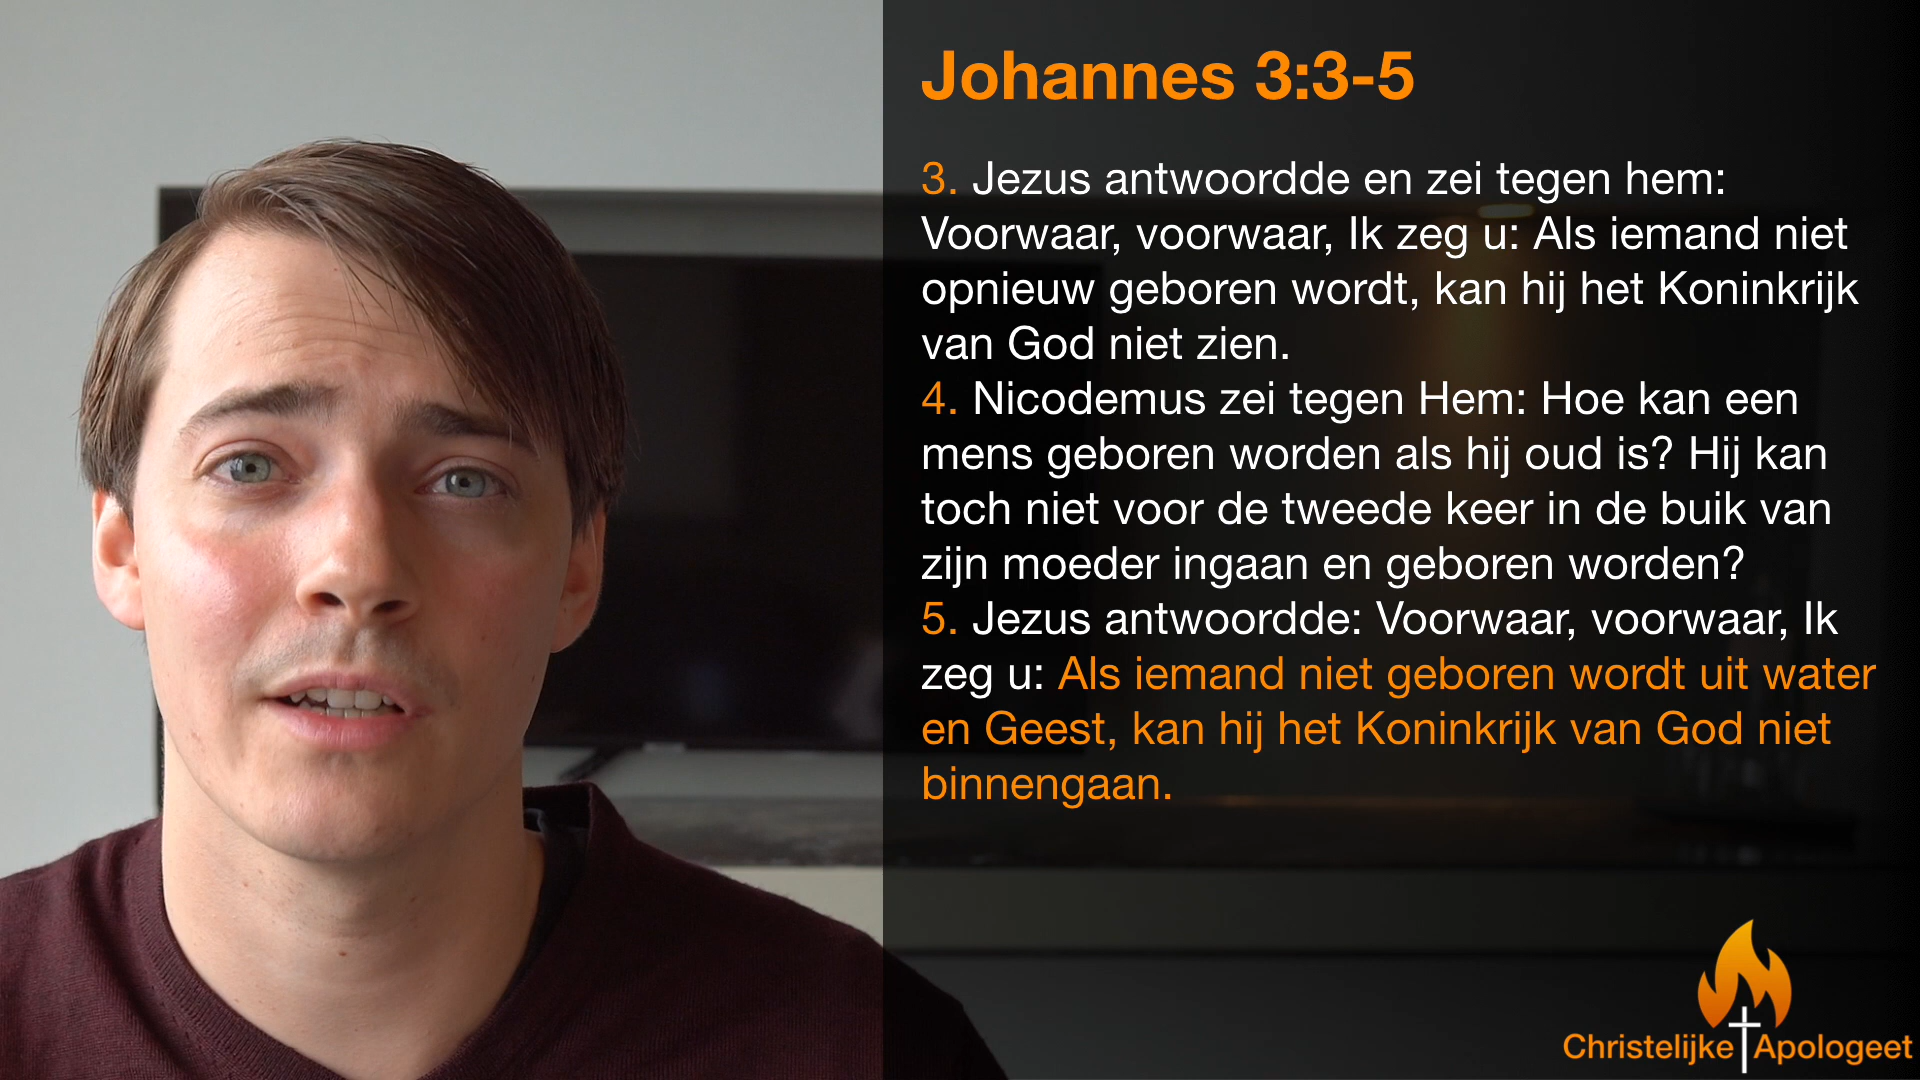 Johannes 3:3-5
3. Jezus antwoordde en zei tegen hem:
Voorwaar, voorwaar, Ik zeg u: Als iemand niet
opnieuw geboren wordt, kan hij het Koninkrijk
van God niet zien.
4. Nicodemus zei tegen Hem: Hoe kan een
mens geboren worden als hij oud is? Hij kan
toch niet voor de tweede keer in de buik van
zijn moeder ingaan en geboren worden?
5. Jezus antwoordde: Voorwaar, voorwaar, Ik
zeg u: Als iemand niet geboren wordt uit water
en Geest, kan hij het Koninkrijk van God niet
binnengaan.
Christelijke Apologeet